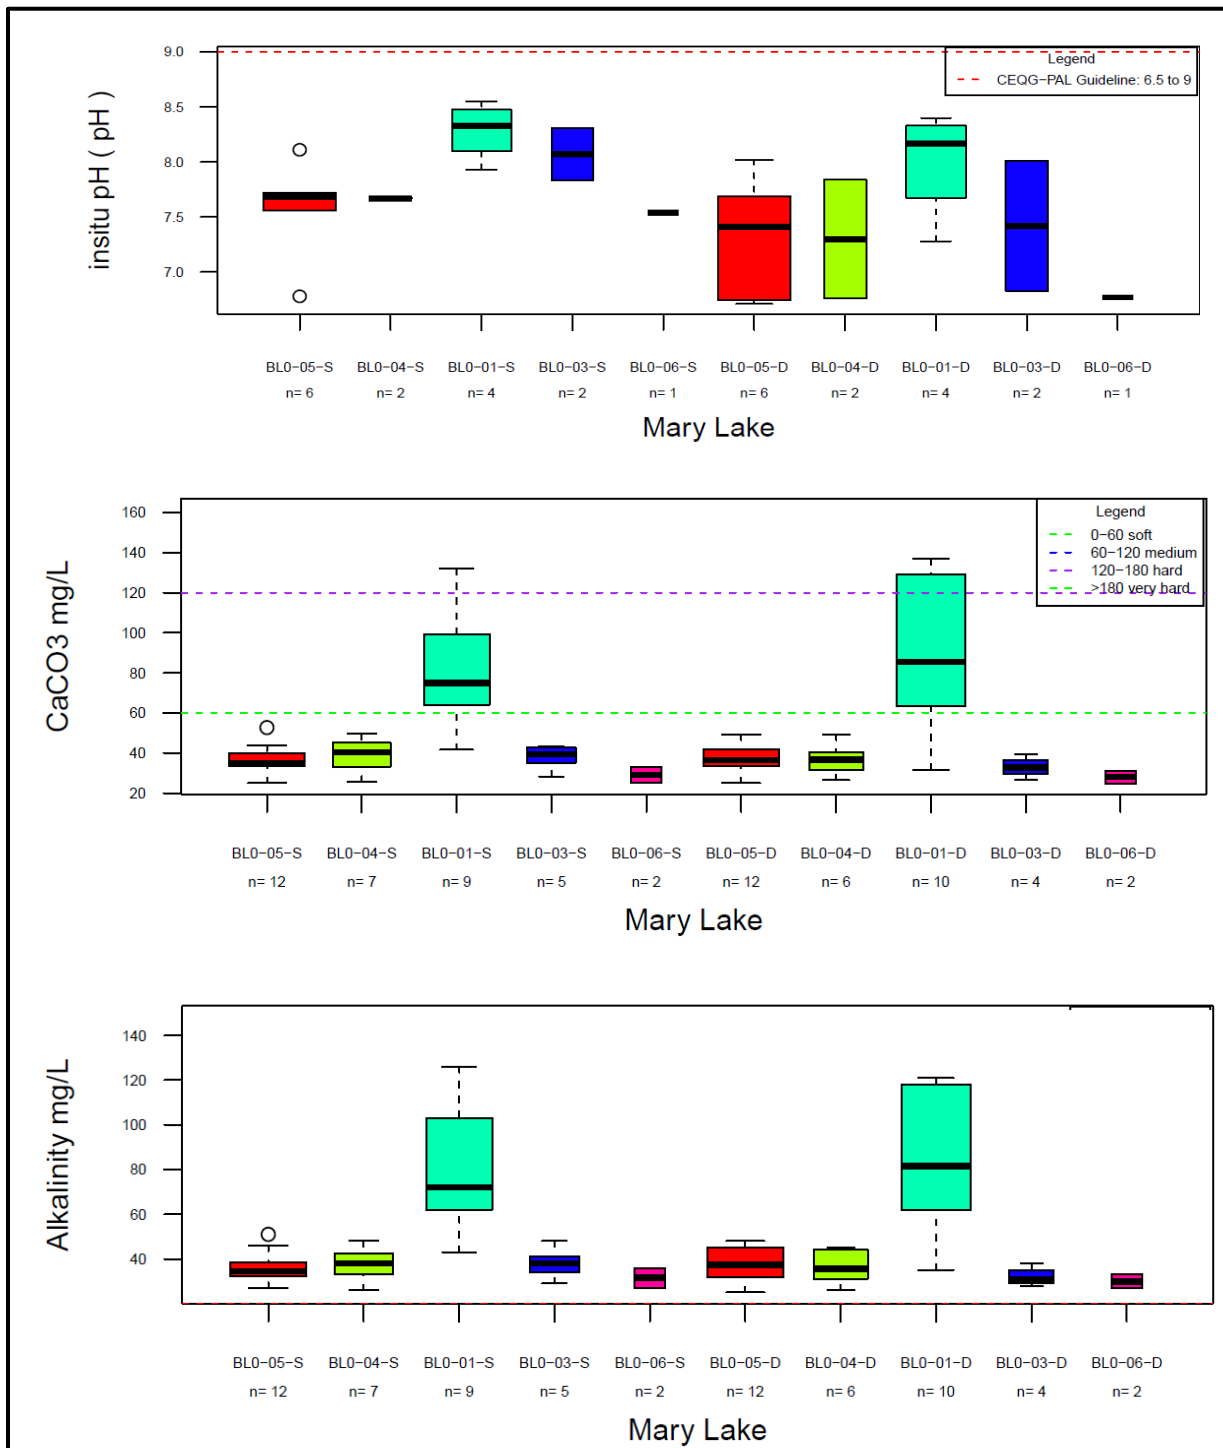 Legend
CEQG-PAL Guideline: 6.5 to 9
insitu pH ( pH )
9.0
8.5
8.0
7.5
7.0
BL0-05-S BL0-04-S BL0-01-S BL0-03-S BL0-06-S BL0-05-D BL0-04-D BL0-01-D BL0-03-D BL0-06-D
n= 6 n= 2 n= 4 n= 2 n= 1 n= 6 n= 2 n= 4 n= 2 n= 1
Mary Lake
Legend
0-60 soft
60-120 medium
120-180 hard
>180 very hard
CaCO3 mg/L
160
140
120
100
80
60
40
20
BL0-05-S BL0-04-S BL0-01-S BL0-03-S BL0-06-S BL0-05-D BL0-04-D BL0-01-D BL0-03-D BL0-06-D
n= 12 n= 7 n= 9 n= 5 n= 2 n= 12 n= 6 n= 10 n= 4 n= 2
Mary Lake
Alkalinity mg/L
140
120
100
80
60
40
BL0-05-S BL0-04-S BL0-01-S BL0-03-S BL0-06-S BL0-05-D BL0-04-D BL0-01-D BL0-03-D BL0-06-D
n= 12 n= 7 n= 9 n= 5 n= 2 n= 12 n= 6 n= 10 n= 4 n= 2
Mary Lake